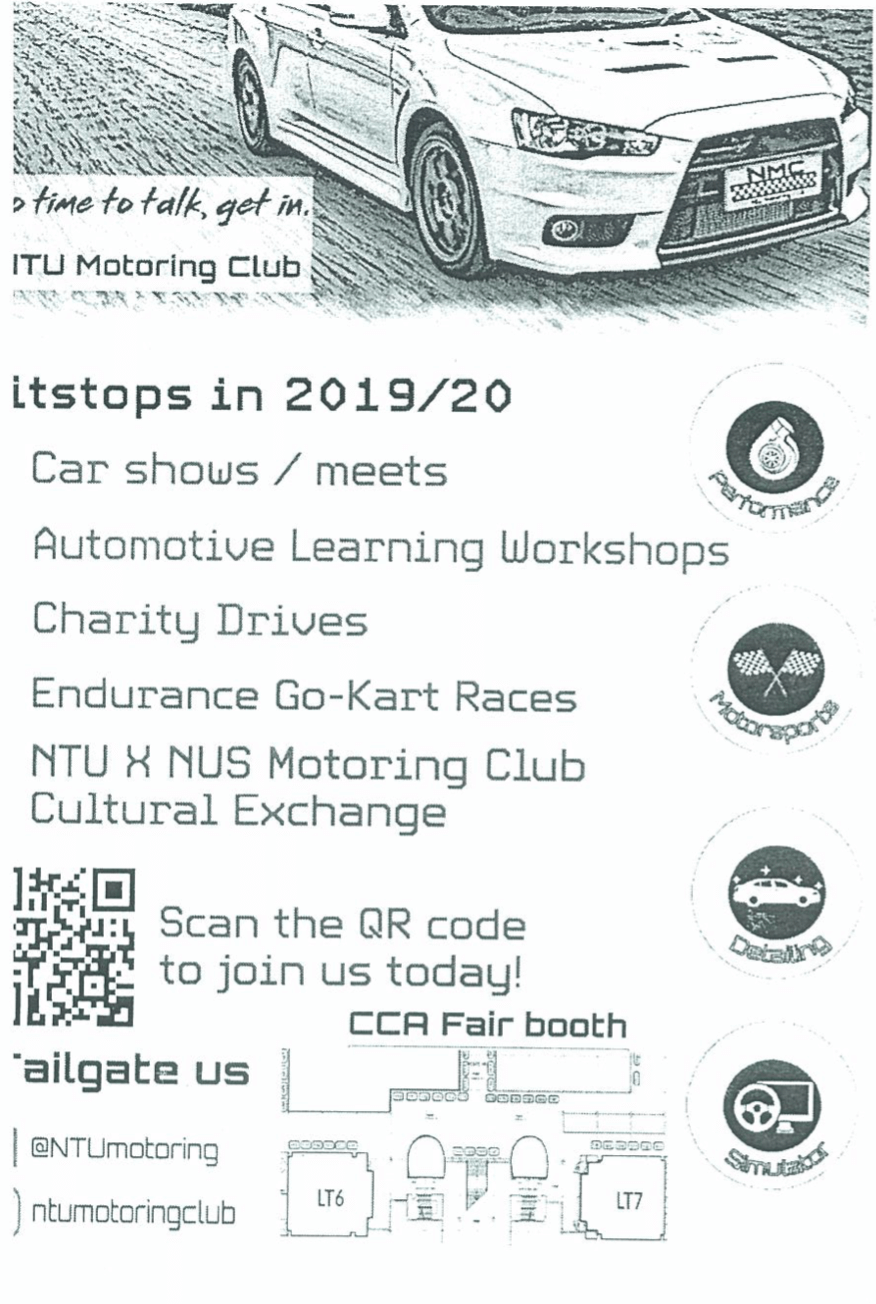 NMC
o time to talk, get in.
ITU Motoring Club
itstops in 2019/20
Car shows / meets
Performance
Automotive Learning Workshops
Charity Drives
Endurance Go-Kart Races
Motorsports
NTU X NUS Motoring Club
Cultural Exchange
Detailing
Scan the QR code
to join us today!
CCA Fair booth
ailgate us
@NTUmotoring
ntumotoringclub
LT6
LT7
Simulator